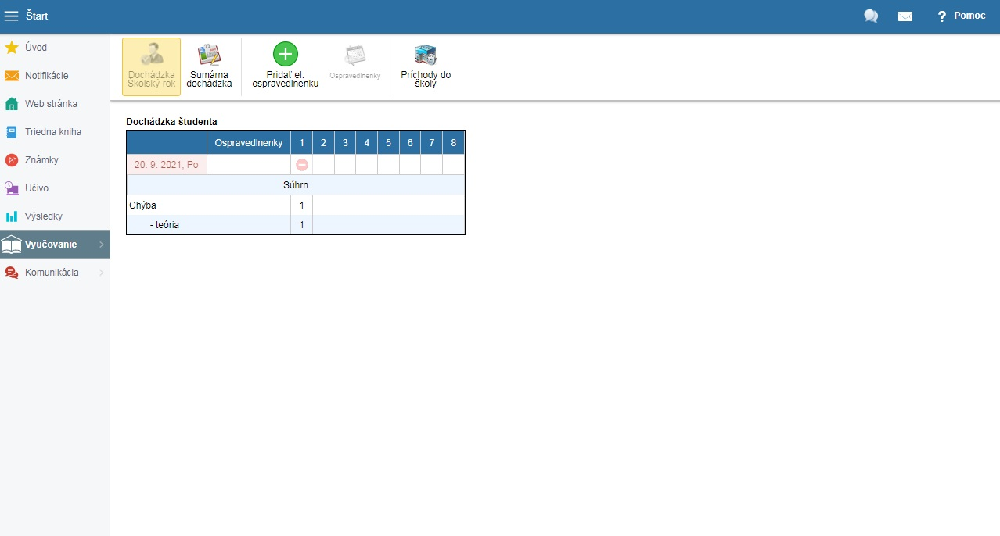 Štart
? Pomoc
Úvod
Notifikácie
Web stránka
Triedna kniha
Známky
Učivo
Výsledky
Vyučovanie
Komunikácia
Dochádzka
Školský rok
Sumárna
dochádzka
Pridať el.
ospravedlnenku
Ospravedlnenky
Príchody do
školy
Dochádzka študenta
Ospravedlnenky 1 2 3 4 5 6 7 8
20. 9. 2021, Po
Súhrn
Chýba 1
- teória 1